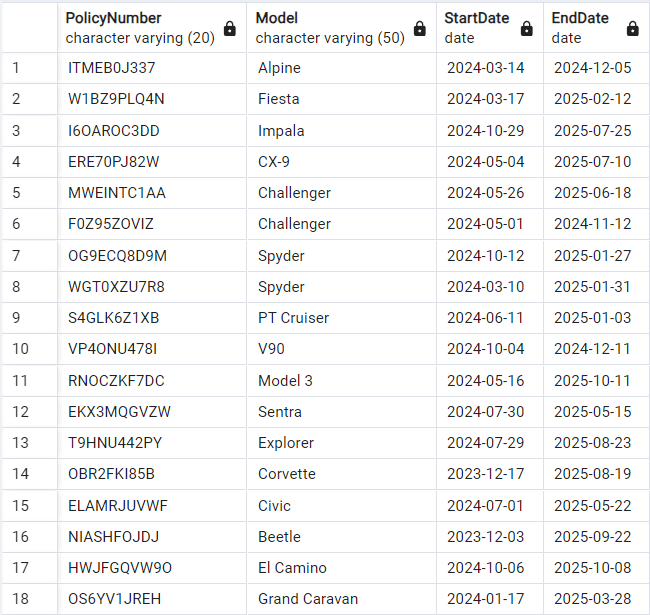 PolicyNumber Model StartDate EndDate
character varying (20) character varying (50) date date
1 ITMEB0J337 Alpine 2024-03-14 2024-12-05
2 W1BZ9PLQ4N Fiesta 2024-03-17 2025-02-12
3 I6OAROC3DD Impala 2024-10-29 2025-07-25
4 ERE70PJ82W CX-9 2024-05-04 2025-07-10
5 MWEINTC1AA Challenger 2024-05-26 2025-06-18
6 F0Z95ZOVIZ Challenger 2024-05-01 2024-11-12
7 OG9ECQ8D9M Spyder 2024-10-12 2025-01-27
8 WGT0XZU7R8 Spyder 2024-03-10 2025-01-31
9 S4GLK6Z1XB PT Cruiser 2024-06-11 2025-01-03
10 VP4ONU478I V90 2024-10-04 2024-12-11
11 RNOCZKF7DC Model 3 2024-05-16 2025-10-11
12 EKX3MQGVZW Sentra 2024-07-30 2025-05-15
13 T9HNU442PY Explorer 2024-07-29 2025-08-23
14 OBR2FKI85B Corvette 2023-12-17 2025-08-19
15 ELAMRJUVWF Civic 2024-07-01 2025-05-22
16 NIASHFOJDJ Beetle 2023-12-03 2025-09-22
17 HWJFGQVW9O El Camino 2024-10-06 2025-10-08
18 OS6YV1JREH Grand Caravan 2024-01-17 2025-03-28